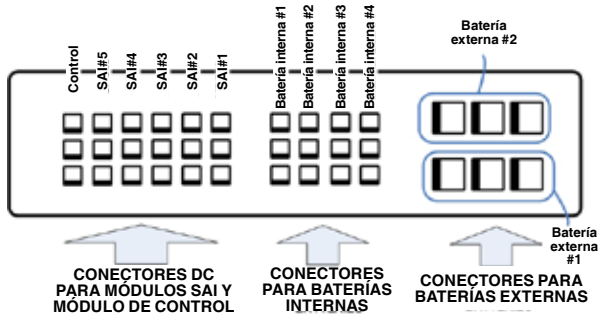 Batería
externa #2
Control
SAI#5
SAI#4
SAI#3
SAI#2
SAI#1
Batería interna #1
Batería interna #2
Batería interna #3
Batería interna #4
Batería
externa
#1
CONECTORES DC
PARA MÓDULOS SAI Y
MÓDULO DE CONTROL
CONECTORES
PARA BATERÍAS
INTERNAS
CONECTORES PARA
BATERÍAS EXTERNAS